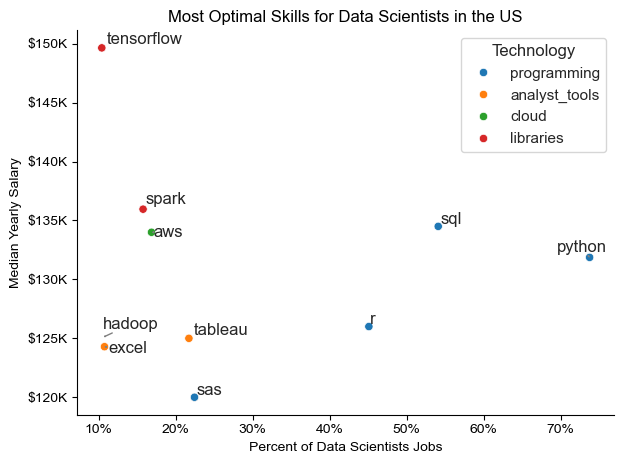 Most Optimal Skills for Data Scientists in the US
$150K
$145K
$140K
$135K
$130K
$125K
$120K
Median Yearly Salary
tensorflow
spark
aws
sql
python
hadoop
excel
tableau
r
sas
Technology
programming
analyst_tools
cloud
libraries
10% 20% 30% 40% 50% 60% 70%
Percent of Data Scientists Jobs